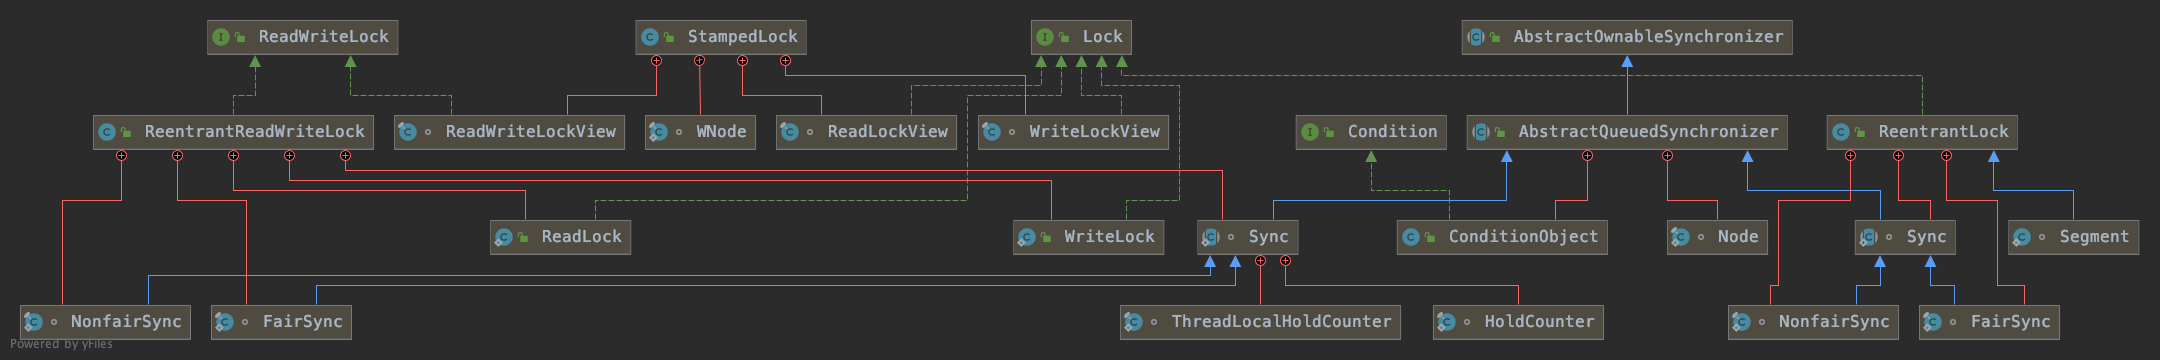 ReadWriteLock
StampedLock
Lock
AbstractOwnableSynchronizer
ReentrantReadWriteLock
ReadWriteLockView
WNode
ReadLockView
WriteLockView
Condition
AbstractQueuedSynchronizer
ReentrantLock
ReadLock
WriteLock
Sync
ConditionObject
Node
Sync
Segment
NonfairSync
FairSync
ThreadLocalHoldCounter
HoldCounter
NonfairSync
FairSync
Powered by yFiles